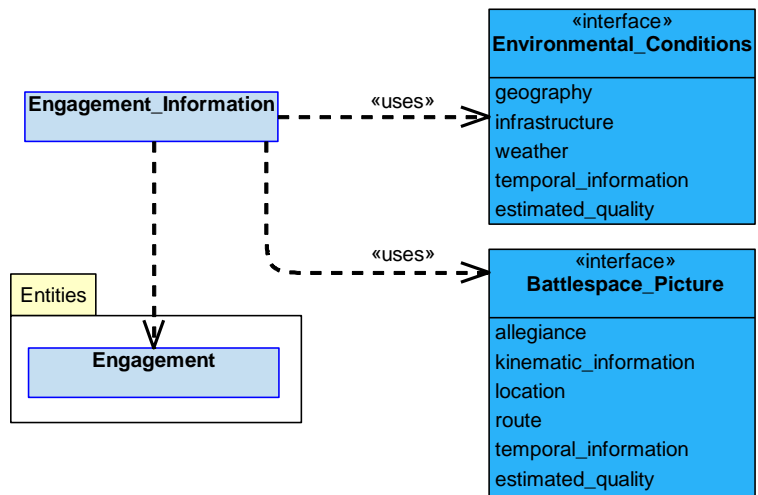 «interface»
Environmental_Conditions
geography
infrastructure
weather
temporal_information
estimated_quality
Engagement_Information
«uses»
«uses»
Entities
Engagement
«interface»
Battlespace_Picture
allegiance
kinematic_information
location
route
temporal_information
estimated_quality